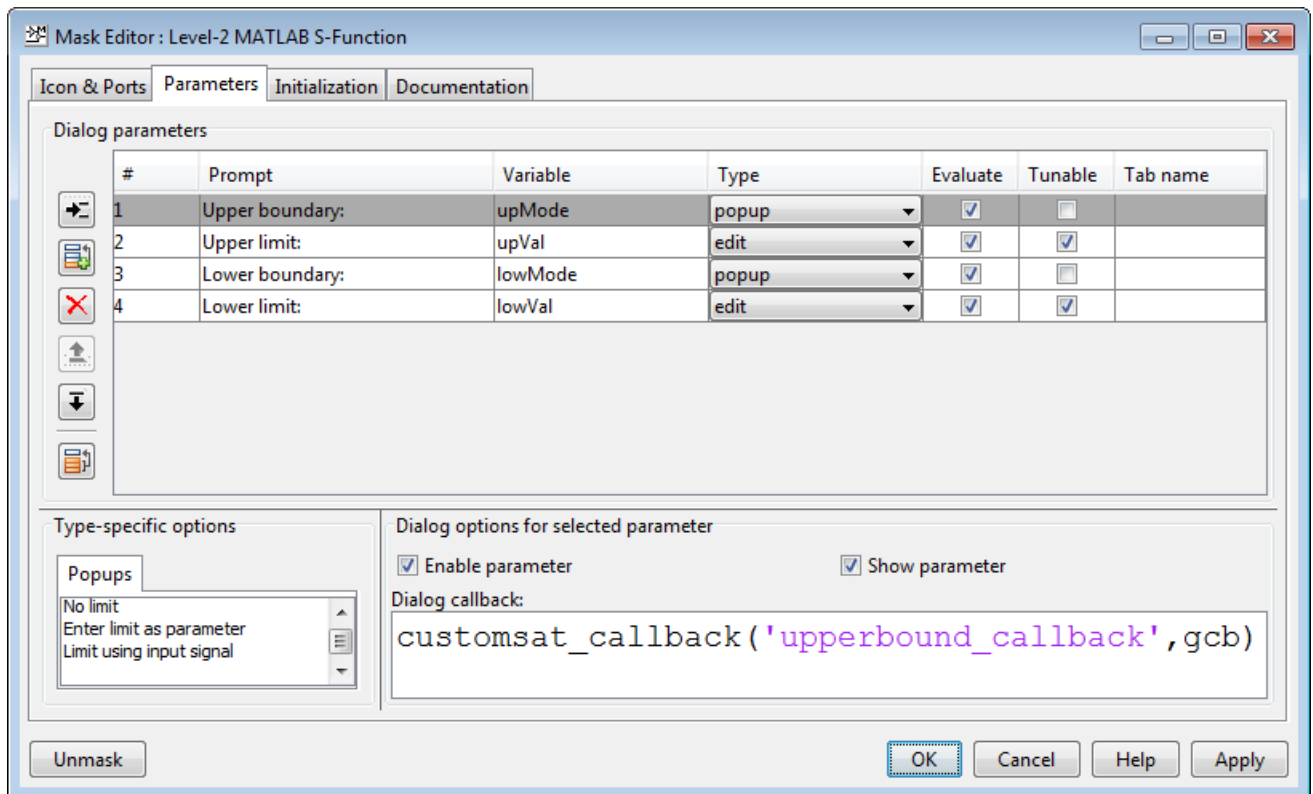 Mask Editor : Level-2 MATLAB S-Function
Icon & Ports Parameters Initialization Documentation
Dialog parameters
# Prompt Variable Type Evaluate Tunable Tab name
1 Upper boundary: upMode popup
2 Upper limit: upVal edit
3 Lower boundary: lowMode popup
4 Lower limit: lowVal edit
Type-specific options
Popups
No limit
Enter limit as parameter
Limit using input signal
Dialog options for selected parameter
Enable parameter Show parameter
Dialog callback:
customsat_callback('upperbound_callback',gcb)
Unmask OK Cancel Help Apply